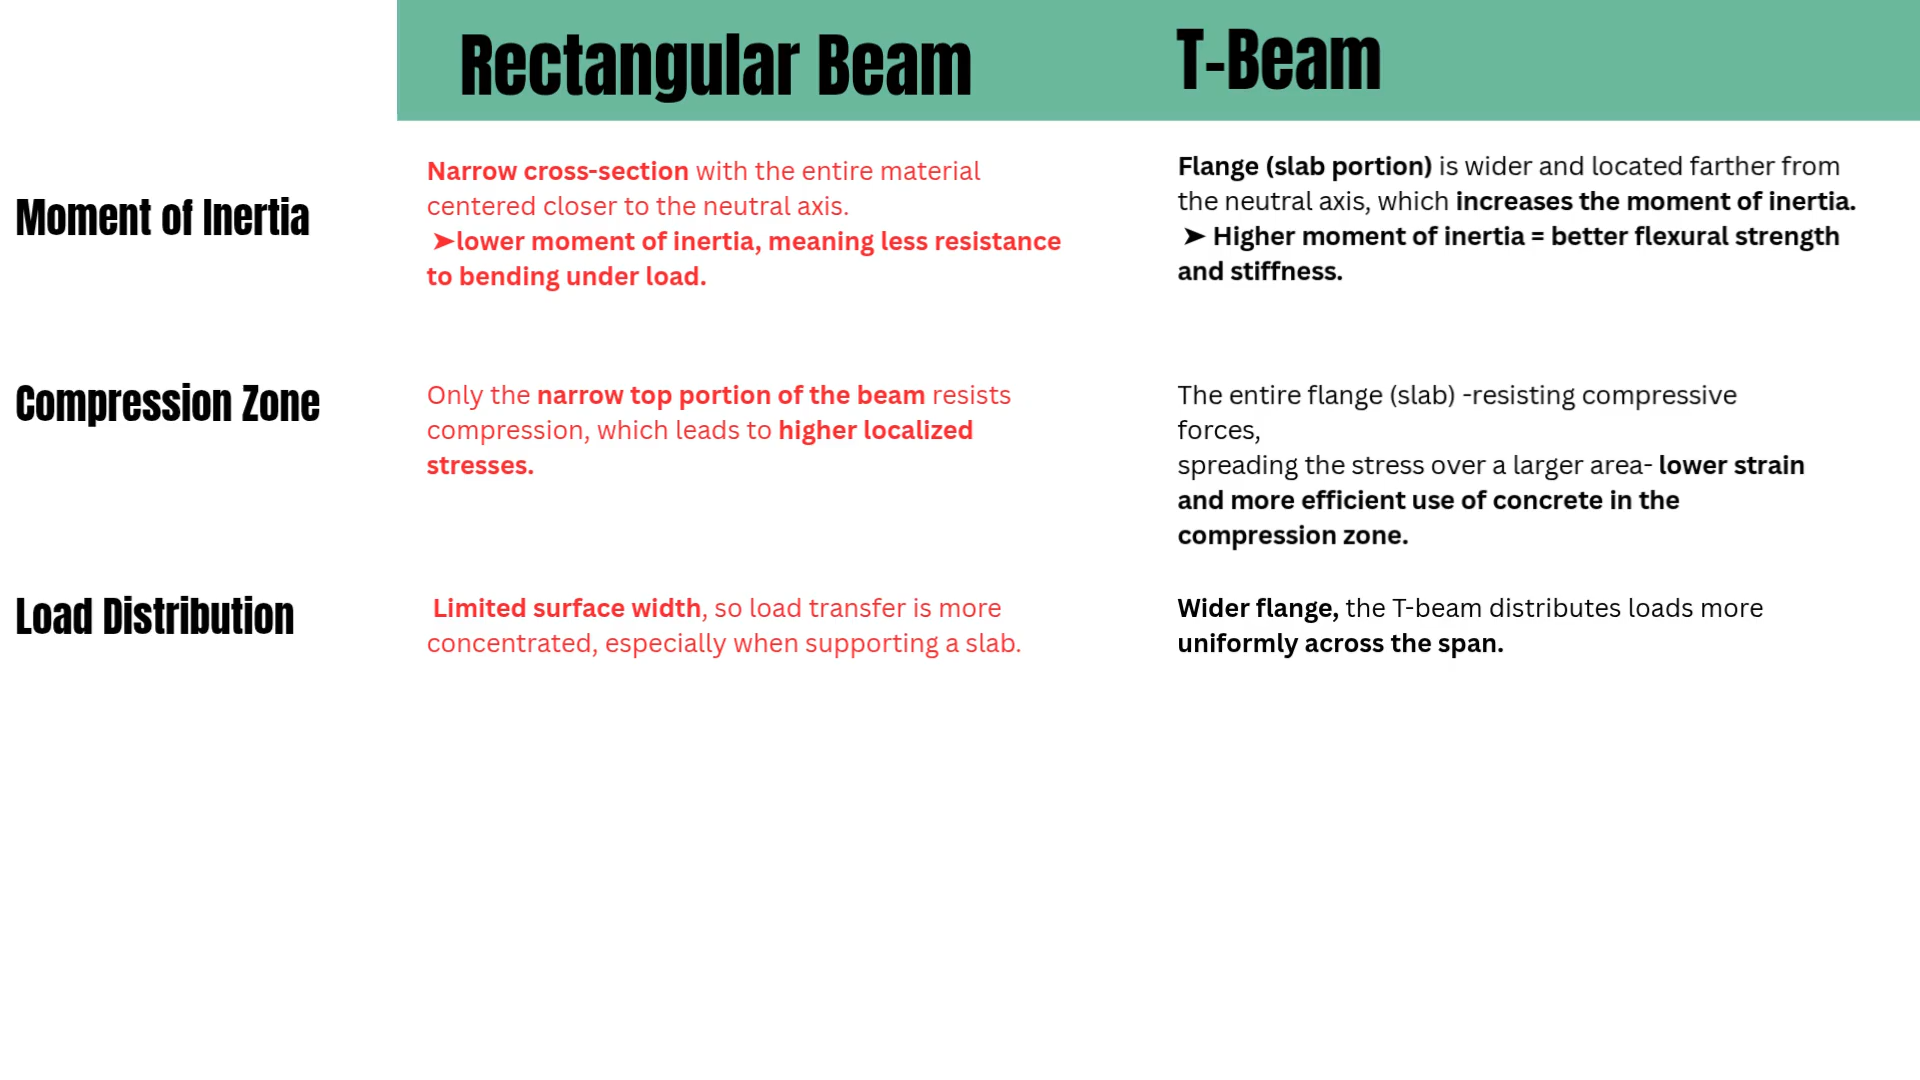 Rectangular Beam
T-Beam
Moment of Inertia
Narrow cross-section with the entire material
centered closer to the neutral axis.
➤lower moment of inertia, meaning less resistance
to bending under load.
Flange (slab portion) is wider and located farther from
the neutral axis, which increases the moment of inertia.
➤ Higher moment of inertia = better flexural strength
and stiffness.
Compression Zone
Only the narrow top portion of the beam resists
compression, which leads to higher localized
stresses.
The entire flange (slab) -resisting compressive
forces,
spreading the stress over a larger area- lower strain
and more efficient use of concrete in the
compression zone.
Load Distribution
Limited surface width, so load transfer is more
concentrated, especially when supporting a slab.
Wider flange, the T-beam distributes loads more
uniformly across the span.